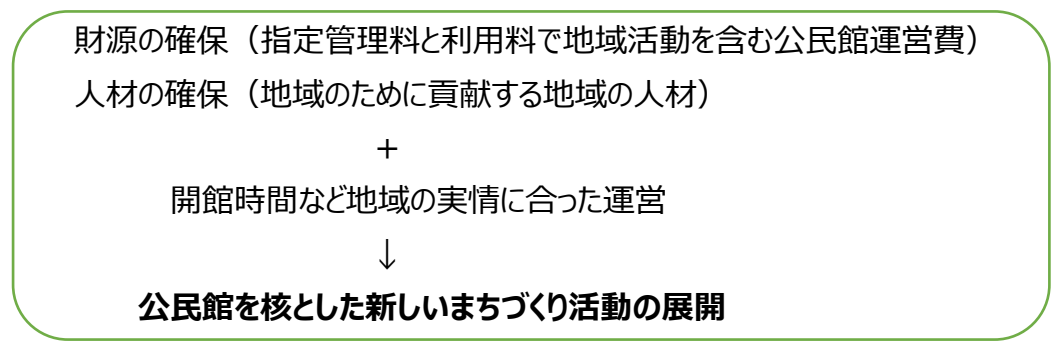 財源の確保（指定管理料と利用料で地域活動を含む公民館運営費）
人材の確保（地域のために貢献する地域の人材）
＋
開館時間など地域の実情に合った運営
↓
公民館を核とした新しいまちづくり活動の展開